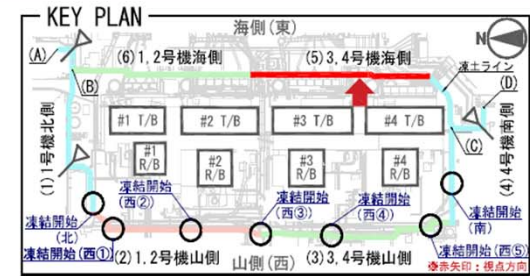 KEY PLAN
海側(東)
N
(A)
(6)1,2号機海側
(5)3,4号機海側
凍土ライン
(B)
(D)
#1 T/B
#2 T/B
#3 T/B
#4 T/B
(1)1号機北側
#1
R/B
#2
R/B
#3
R/B
#4
R/B
(C)
(4)4号機南側
凍結開始
(西②)
凍結開始
(西③)
凍結開始
(西④)
凍結開始
(北)
凍結開始
(南)
凍結開始(西①)
(2)1,2号機山側
山側(西)
(3)3,4号機山側
凍結開始(西⑤)
※赤矢印:視点方向